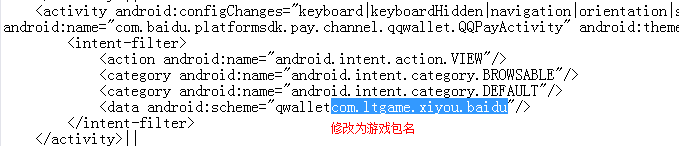 <activity android:configChanges="keyboard|keyboardHidden|navigation|orientation|s
android:name="com.baidu.platformsdk.pay.channel.qqwallet.QQPayActivity" android:theme
<intent-filter>
<action android:name="android.intent.action.VIEW"/>
<category android:name="android.intent.category.BROWSABLE"/>
<category android:name="android.intent.category.DEFAULT"/>
<data android:scheme="qwalletcom.ltgame.xiyou.baidu"/>
</intent-filter>
修改为游戏包名
</activity>||